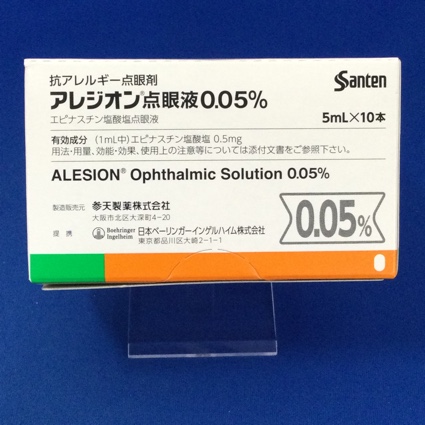 抗アレルギー点眼剤
Santen
アレジオン®点眼液0.05%
エピナスチン塩酸塩点眼液
5mL×10本
有効成分 (1mL中)エピナスチン塩酸塩 0.5mg
用法・用量、効能・効果、使用上の注意等については添付文書をご参照下さい。
ALESION® Ophthalmic Solution 0.05%
製造販売元 参天製薬株式会社
大阪市北区大深町4-20
0.05%
提携 Boehringer Ingelheim 日本ベーリンガーインゲルハイム株式会社
東京都品川区大崎2-1-1